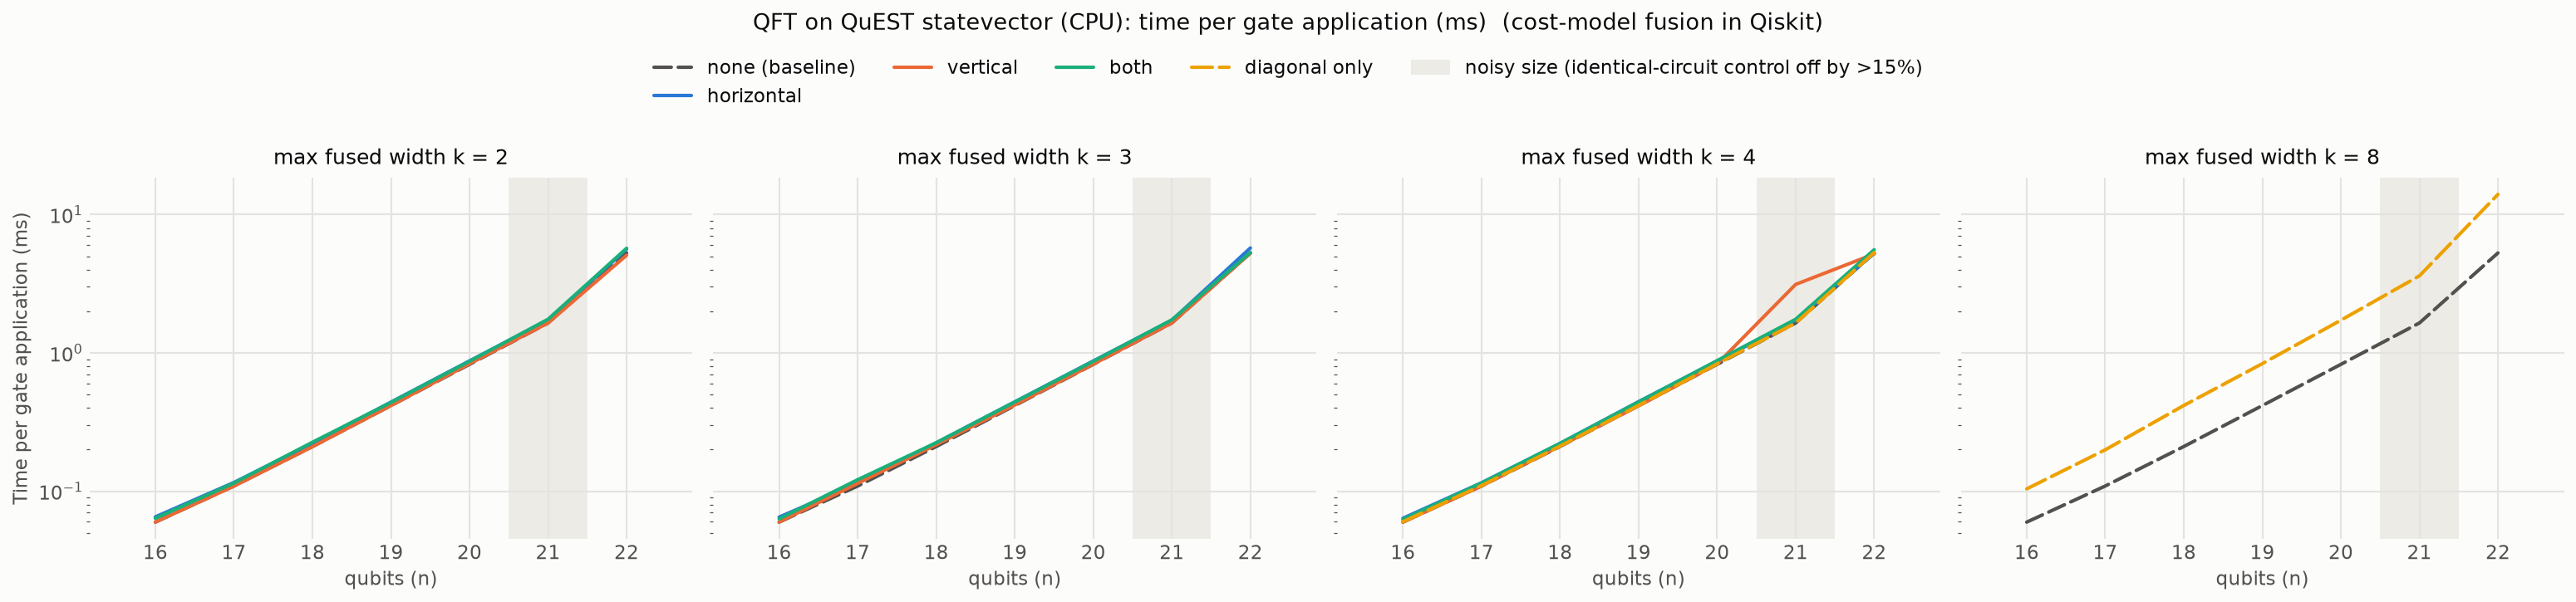 QFT on QuEST statevector (CPU): time per gate application (ms)  (cost-model fusion in Qiskit)
none (baseline) vertical both diagonal only noisy size (identical-circuit control off by >15%)
horizontal
max fused width k = 2
max fused width k = 3
max fused width k = 4
max fused width k = 8
Time per gate application (ms)
10¹
10⁰
10⁻¹
16 17 18 19 20 21 22
16 17 18 19 20 21 22
16 17 18 19 20 21 22
16 17 18 19 20 21 22
qubits (n)
qubits (n)
qubits (n)
qubits (n)